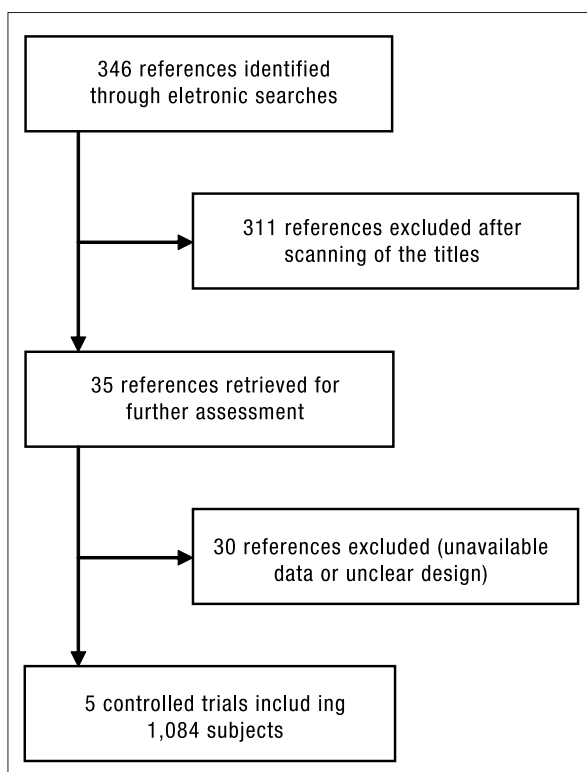 346 references identified
through eletronic searches
311 references excluded after
scanning of the titles
35 references retrieved for
further assessment
30 references excluded (unavailable
data or unclear design)
5 controlled trials includ ing
1,084 subjects